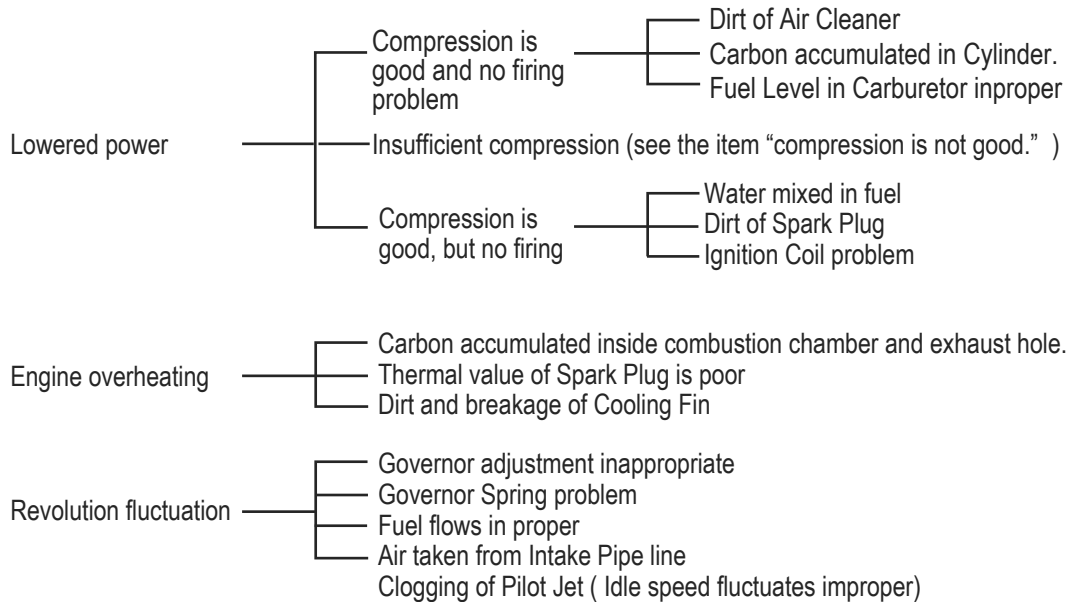 Lowered power
Compression is
good and no firing
problem
Dirt of Air Cleaner
Carbon accumulated in Cylinder.
Fuel Level in Carburetor inproper
Insufficient compression (see the item “compression is not good.” )
Compression is
good, but no firing
Water mixed in fuel
Dirt of Spark Plug
Ignition Coil problem
Engine overheating
Carbon accumulated inside combustion chamber and exhaust hole.
Thermal value of Spark Plug is poor
Dirt and breakage of Cooling Fin
Revolution fluctuation
Governor adjustment inappropriate
Governor Spring problem
Fuel flows in proper
Air taken from Intake Pipe line
Clogging of Pilot Jet ( Idle speed fluctuates improper)